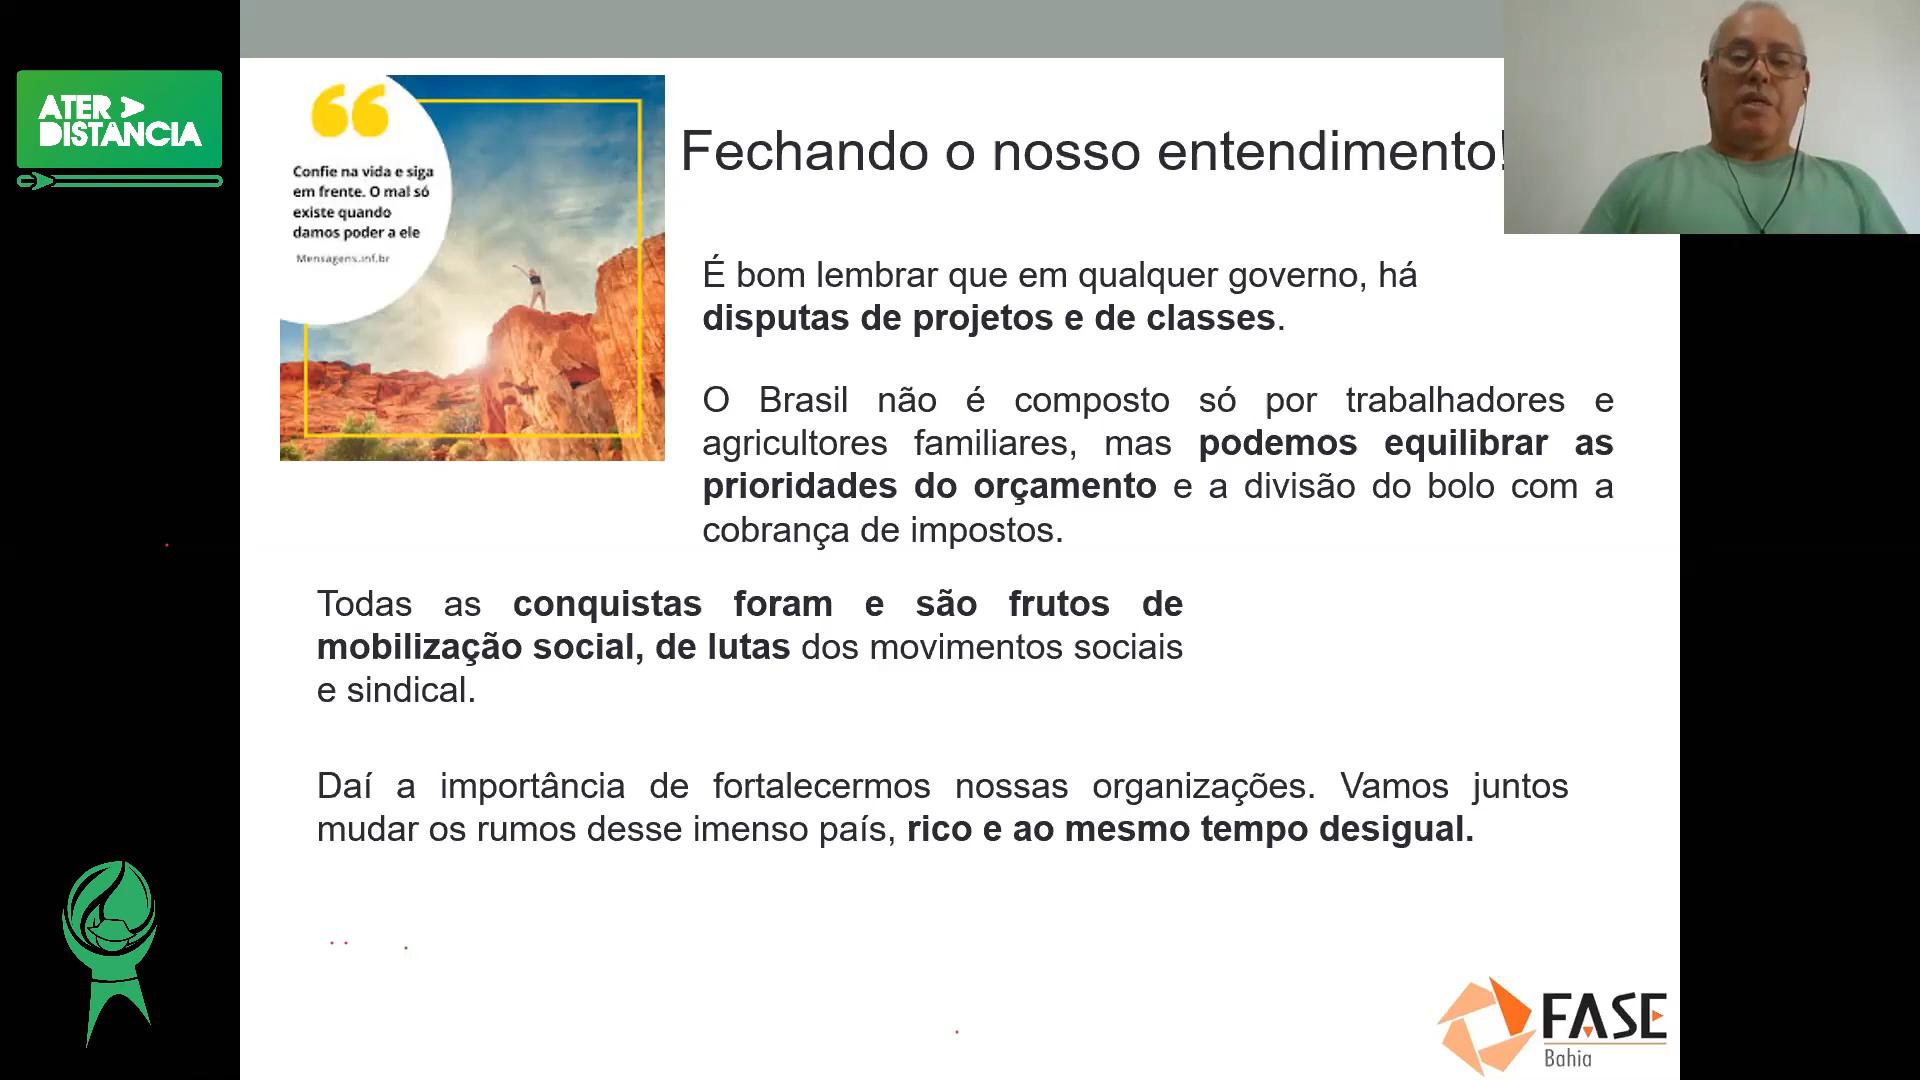 ATER
DISTÂNCIA
Confie na vida e siga
em frente. O mal só
existe quando
damos poder a ele
Mensagens.inf.br
Fechando o nosso entendimento!
É bom lembrar que em qualquer governo, há
disputas de projetos e de classes.
O Brasil não é composto só por trabalhadores e
agricultores familiares, mas podemos equilibrar as
prioridades do orçamento e a divisão do bolo com a
cobrança de impostos.
Todas as conquistas foram e são frutos de
mobilização social, de lutas dos movimentos sociais
e sindical.
Daí a importância de fortalecermos nossas organizações. Vamos juntos
mudar os rumos desse imenso país, rico e ao mesmo tempo desigual.
FASE
Bahia